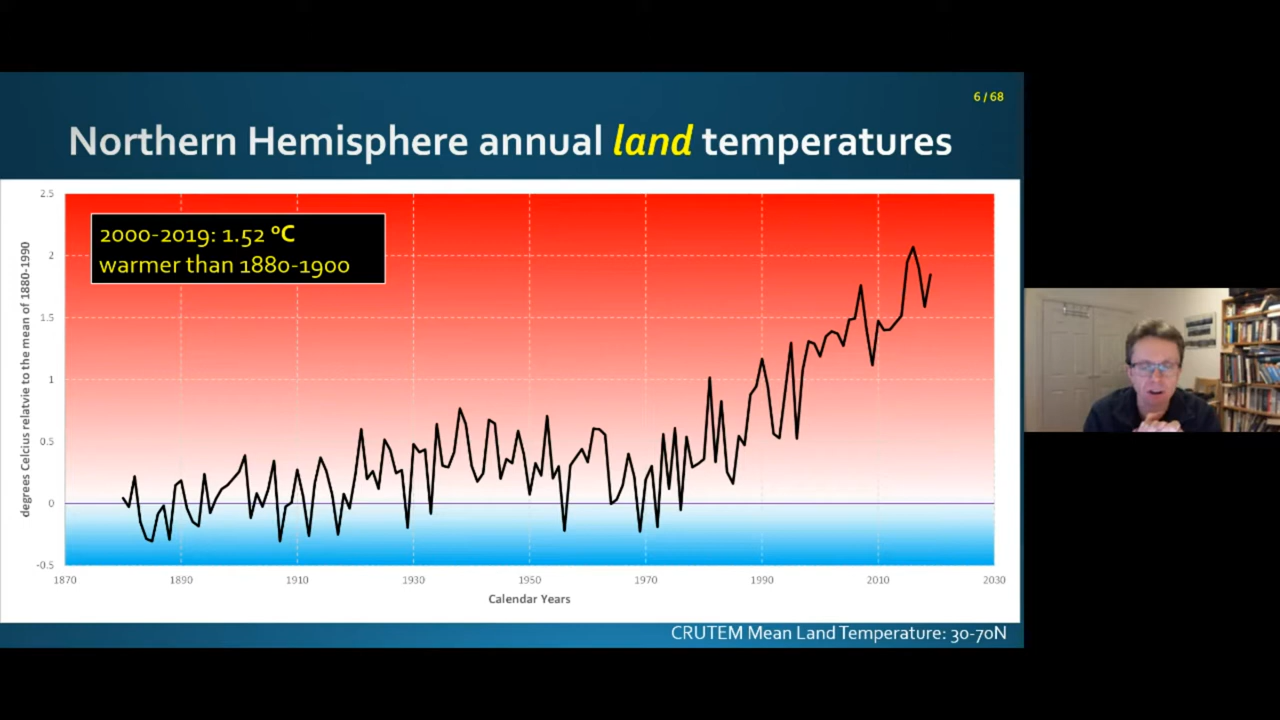 6 / 68
Northern Hemisphere annual land temperatures
2000-2019: 1.52 °C
warmer than 1880-1900
degrees Celcius relatvie to the mean of 1880-1990
2.5
2
1.5
1
0.5
0
-0.5
1870 1890 1910 1930 1950 1970 1990 2010 2030
Calendar Years
CRUTEM Mean Land Temperature: 30-70N